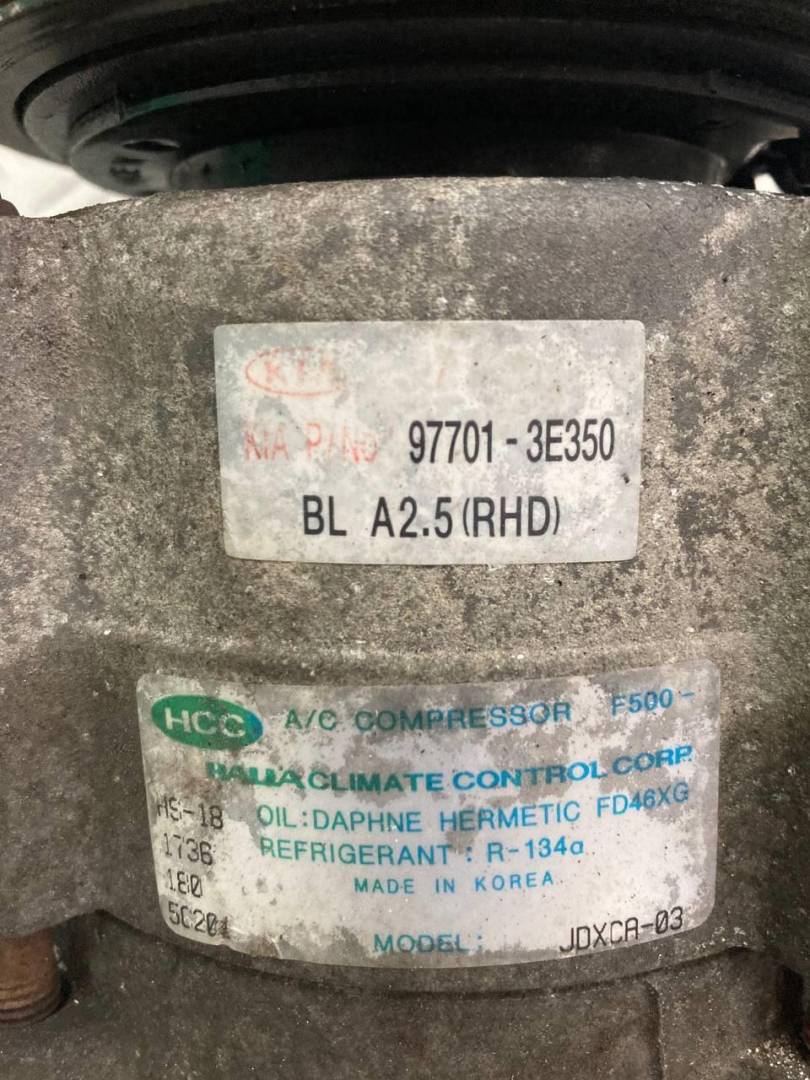 KIA
KIA P/No 97701-3E350
BL A2.5(RHD)
HCC A/C COMPRESSOR F500-
HALLA CLIMATE CONTROL CORP.
HS-18 OIL:DAPHNE HERMETIC FD46XG
1736 REFRIGERANT : R-134a
180 MADE IN KOREA
5C201
MODEL: JDXCA-03